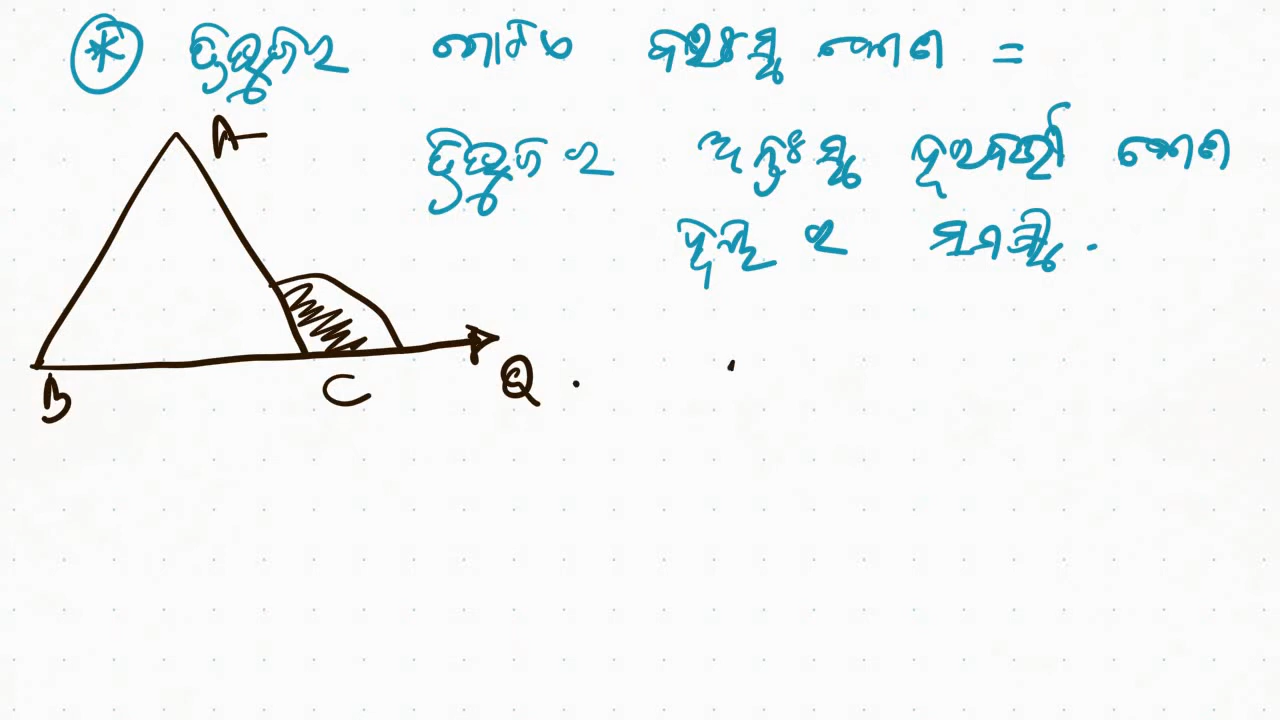 * ତ୍ରିଭୁଜର ଗୋଟିଏ ବହିଃସ୍ଥ କୋଣ =
ତ୍ରିଭୁଜର ଅନ୍ତଃସ୍ଥ ଦୂରବର୍ତ୍ତୀ କୋଣ
ଦ୍ୱୟ ର ସମଷ୍ଟି.
A
B
C
Q